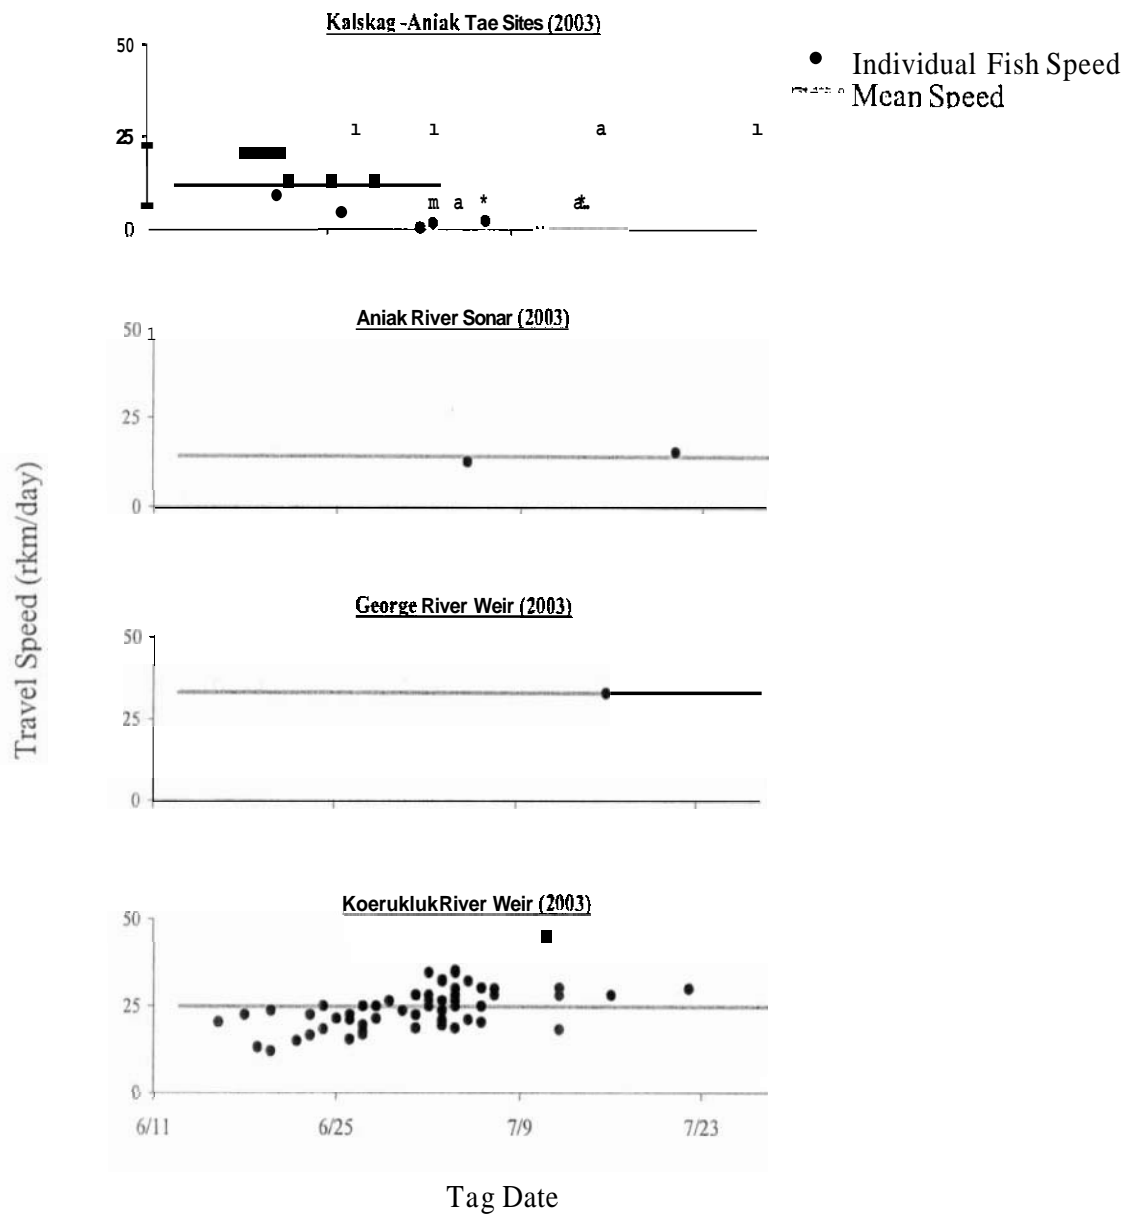 Kalskag -Aniak Tae Sites (2003)
50
Individual Fish Speed
Mean Speed
25
ı ı a ı
m a *
0
Aniak River Sonar (2003)
50
25
0
Travel Speed (rkm/day)
George River Weir (2003)
50
25
0
Koerukluk River Weir (2003)
50
25
0
6/11 6/25 7/9 7/23
Tag Date